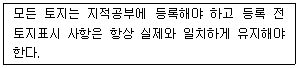 모든 토지는 지적공부에 등록해야 하고 등록 전
토지표시 사항은 항상 실제와 일치하게 유지해야
한다.